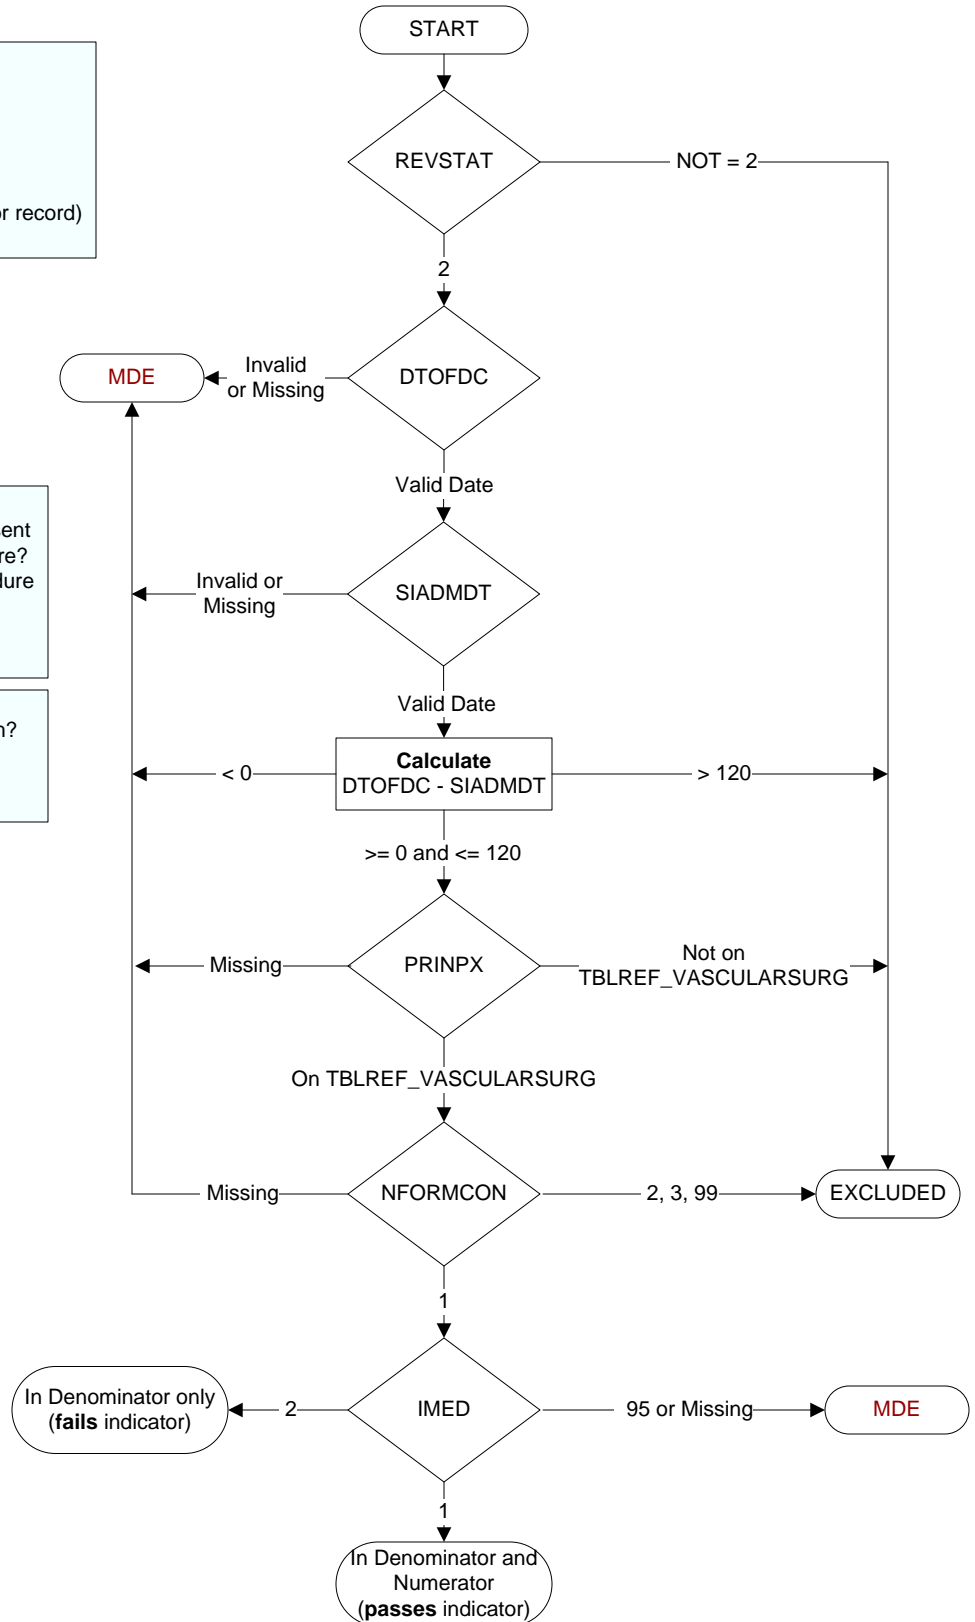 START
REVSTAT
NOT = 2
or record)
2
MDE
Invalid
or Missing
DTOFDC
Valid Date
sent
re?
dure
Invalid or
Missing
SIADMDT
Valid Date
n?
< 0
Calculate
DTOFDC - SIADMDT
> 120
>= 0 and <= 120
Missing
PRINPX
Not on
TBLREF_VASCULARSURG
On TBLREF_VASCULARSURG
Missing
NFORMCON
2, 3, 99
EXCLUDED
1
In Denominator only
(fails indicator)
2
IMED
95 or Missing
MDE
1
In Denominator and
Numerator
(passes indicator)